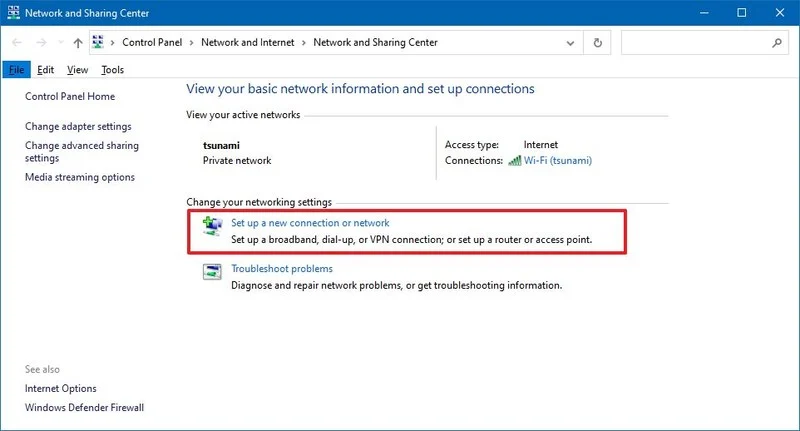 Network and Sharing Center
Control Panel > Network and Internet > Network and Sharing Center
File Edit View Tools
Control Panel Home
Change adapter settings
Change advanced sharing
settings
Media streaming options
See also
Internet Options
Windows Defender Firewall
View your basic network information and set up connections
View your active networks
tsunami
Private network
Access type: Internet
Connections: Wi-Fi (tsunami)
Change your networking settings
Set up a new connection or network
Set up a broadband, dial-up, or VPN connection; or set up a router or access point.
Troubleshoot problems
Diagnose and repair network problems, or get troubleshooting information.